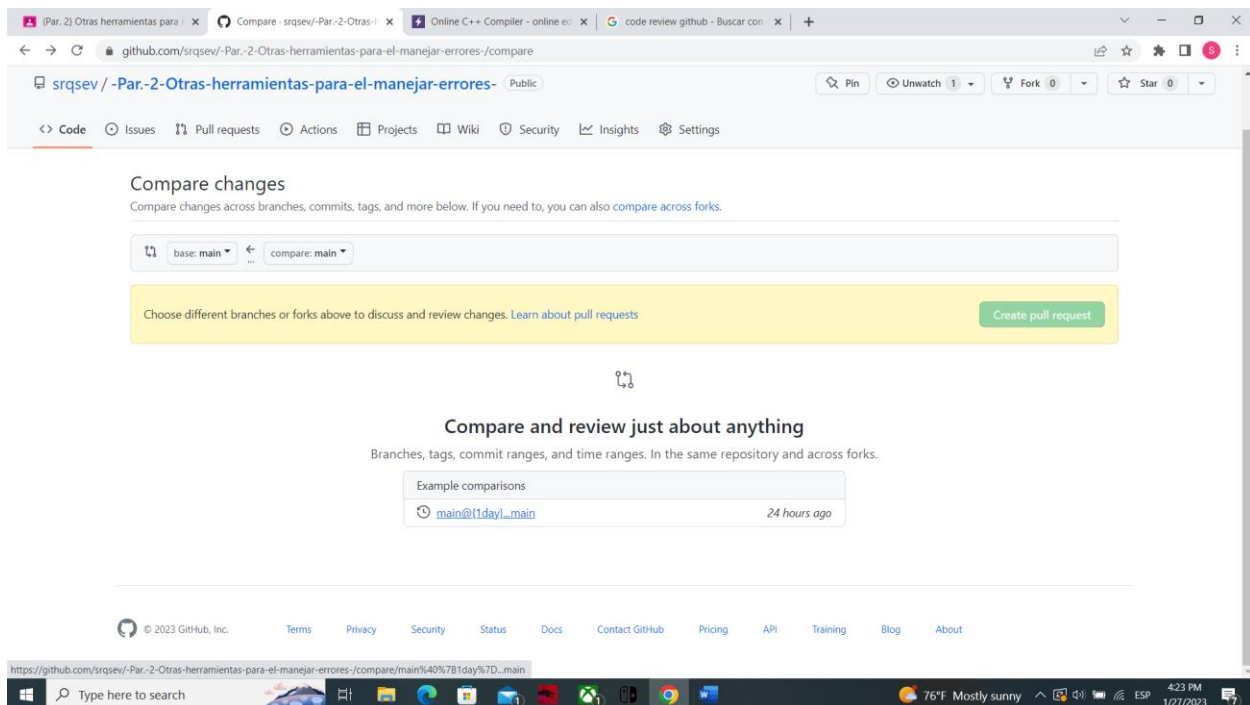 (Par. 2) Otras herramientas para
Compare · srqsev/-Par.-2-Otras-h
Online C++ Compiler - online ed
code review github - Buscar con
github.com/srqsev/-Par.-2-Otras-herramientas-para-el-manejar-errores-/compare
S
srqsev / -Par.-2-Otras-herramientas-para-el-manejar-errores- Public
Pin Unwatch 1 Fork 0 Star 0
<> Code Issues Pull requests Actions Projects Wiki Security Insights Settings
Compare changes
Compare changes across branches, commits, tags, and more below. If you need to, you can also compare across forks.
base: main ... compare: main
Choose different branches or forks above to discuss and review changes. Learn about pull requests
Create pull request
Compare and review just about anything
Branches, tags, commit ranges, and time ranges. In the same repository and across forks.
Example comparisons
main@{1day}...main 24 hours ago
© 2023 GitHub, Inc. Terms Privacy Security Status Docs Contact GitHub Pricing API Training Blog About
https://github.com/srqsev/-Par.-2-Otras-herramientas-para-el-manejar-errores-/compare/main%40%7B1day%7D...main
Type here to search
76°F Mostly sunny ESP 4:23 PM
1/27/2023